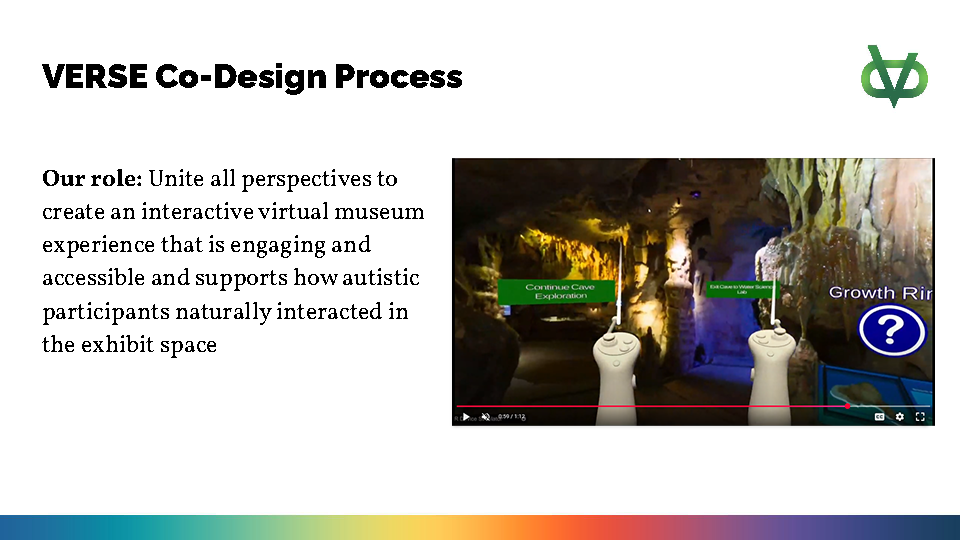 VERSE Co-Design Process
Our role: Unite all perspectives to
create an interactive virtual museum
experience that is engaging and
accessible and supports how autistic
participants naturally interacted in
the exhibit space
Continue Cave
Exploration
Exit Cave to Water Science
Lab
Growth Rin
?
0:59 / 1:12
CC